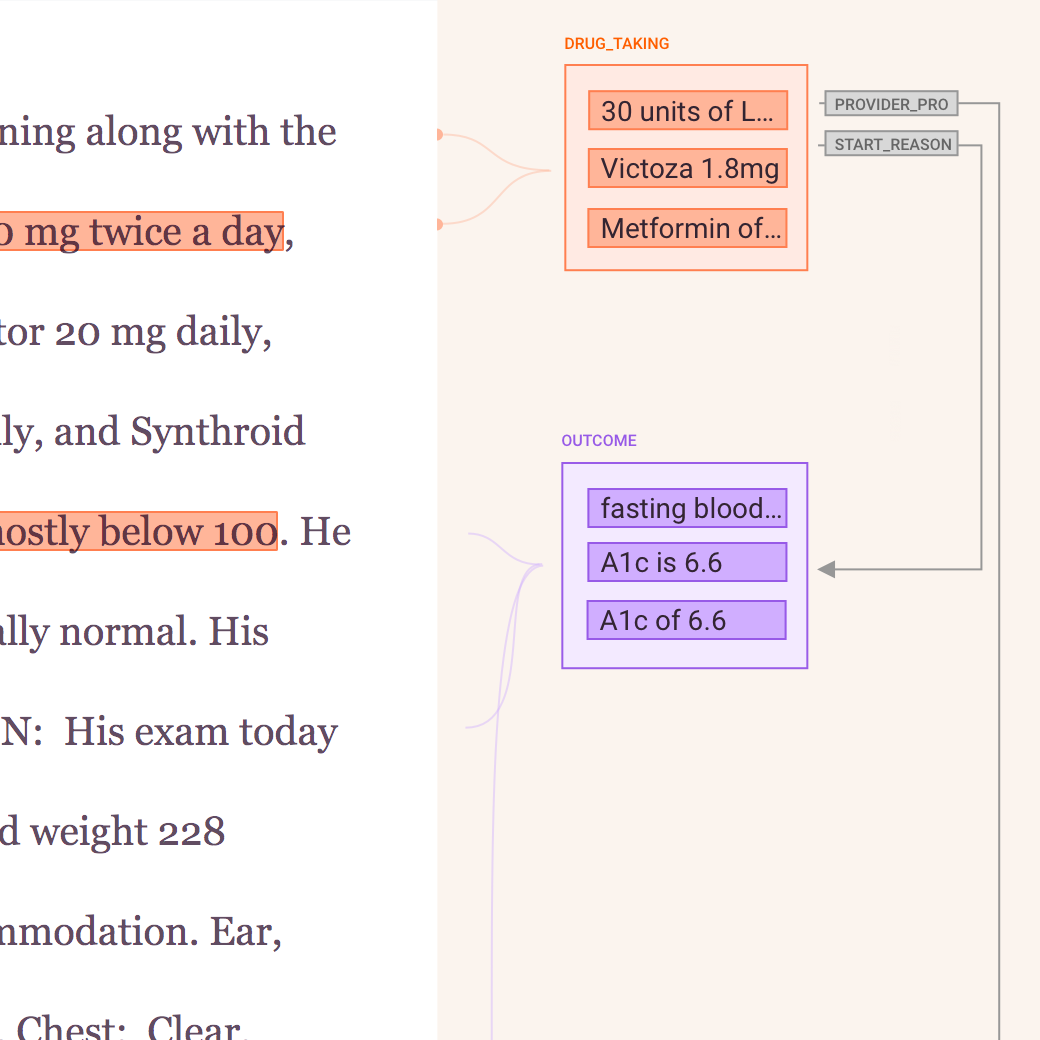 ning along with the
0 mg twice a day,
tor 20 mg daily,
ly, and Synthroid
ostly below 100. He
ally normal. His
N: His exam today
d weight 228
mmodation. Ear,
. Chest: Clear.
DRUG_TAKING
30 units of L...
Victoza 1.8mg
Metformin of...
PROVIDER_PRO
START_REASON
OUTCOME
fasting blood...
A1c is 6.6
A1c of 6.6